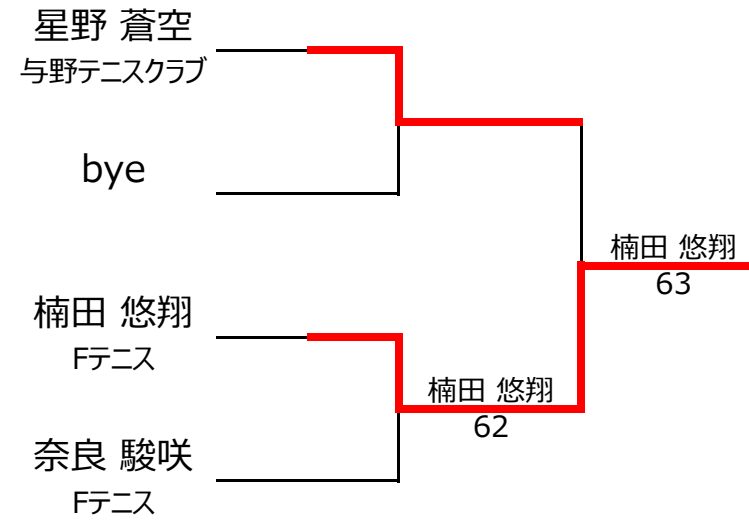 星野 蒼空
与野テニスクラブ
bye
楠田 悠翔
63
楠田 悠翔
Fテニス
楠田 悠翔
62
奈良 駿咲
Fテニス